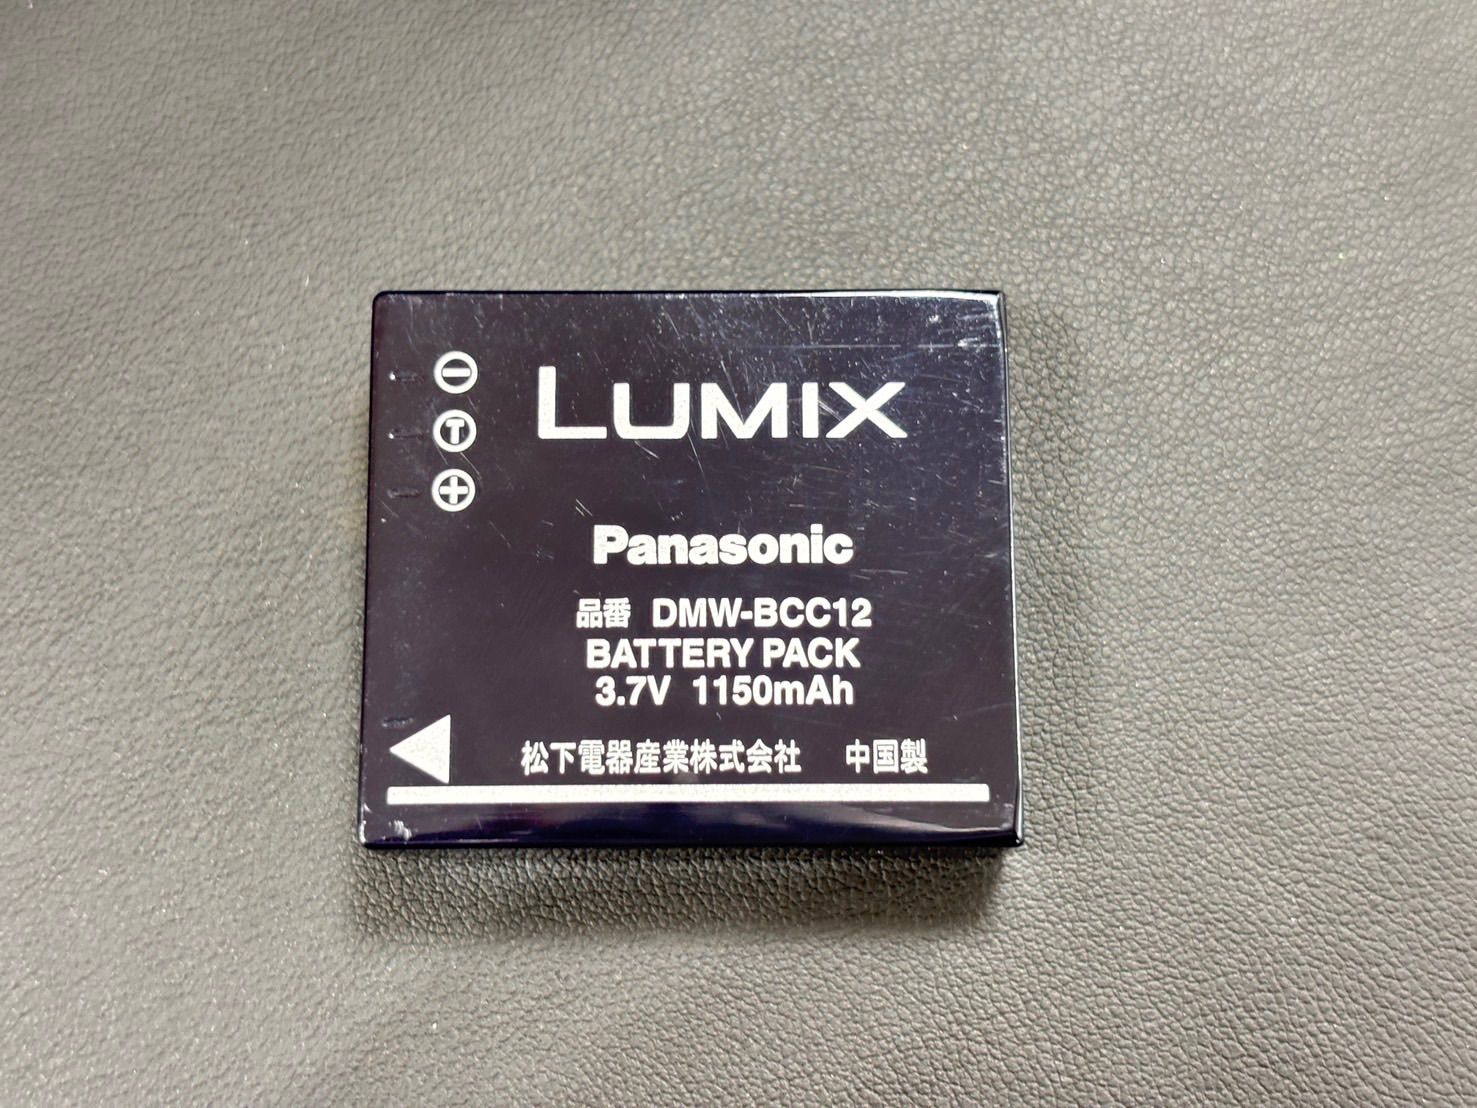 LUMIX
T
Panasonic
品番 DMW-BCC12
BATTERY PACK
3.7V 1150mAh
松下電器産業株式会社 中国製